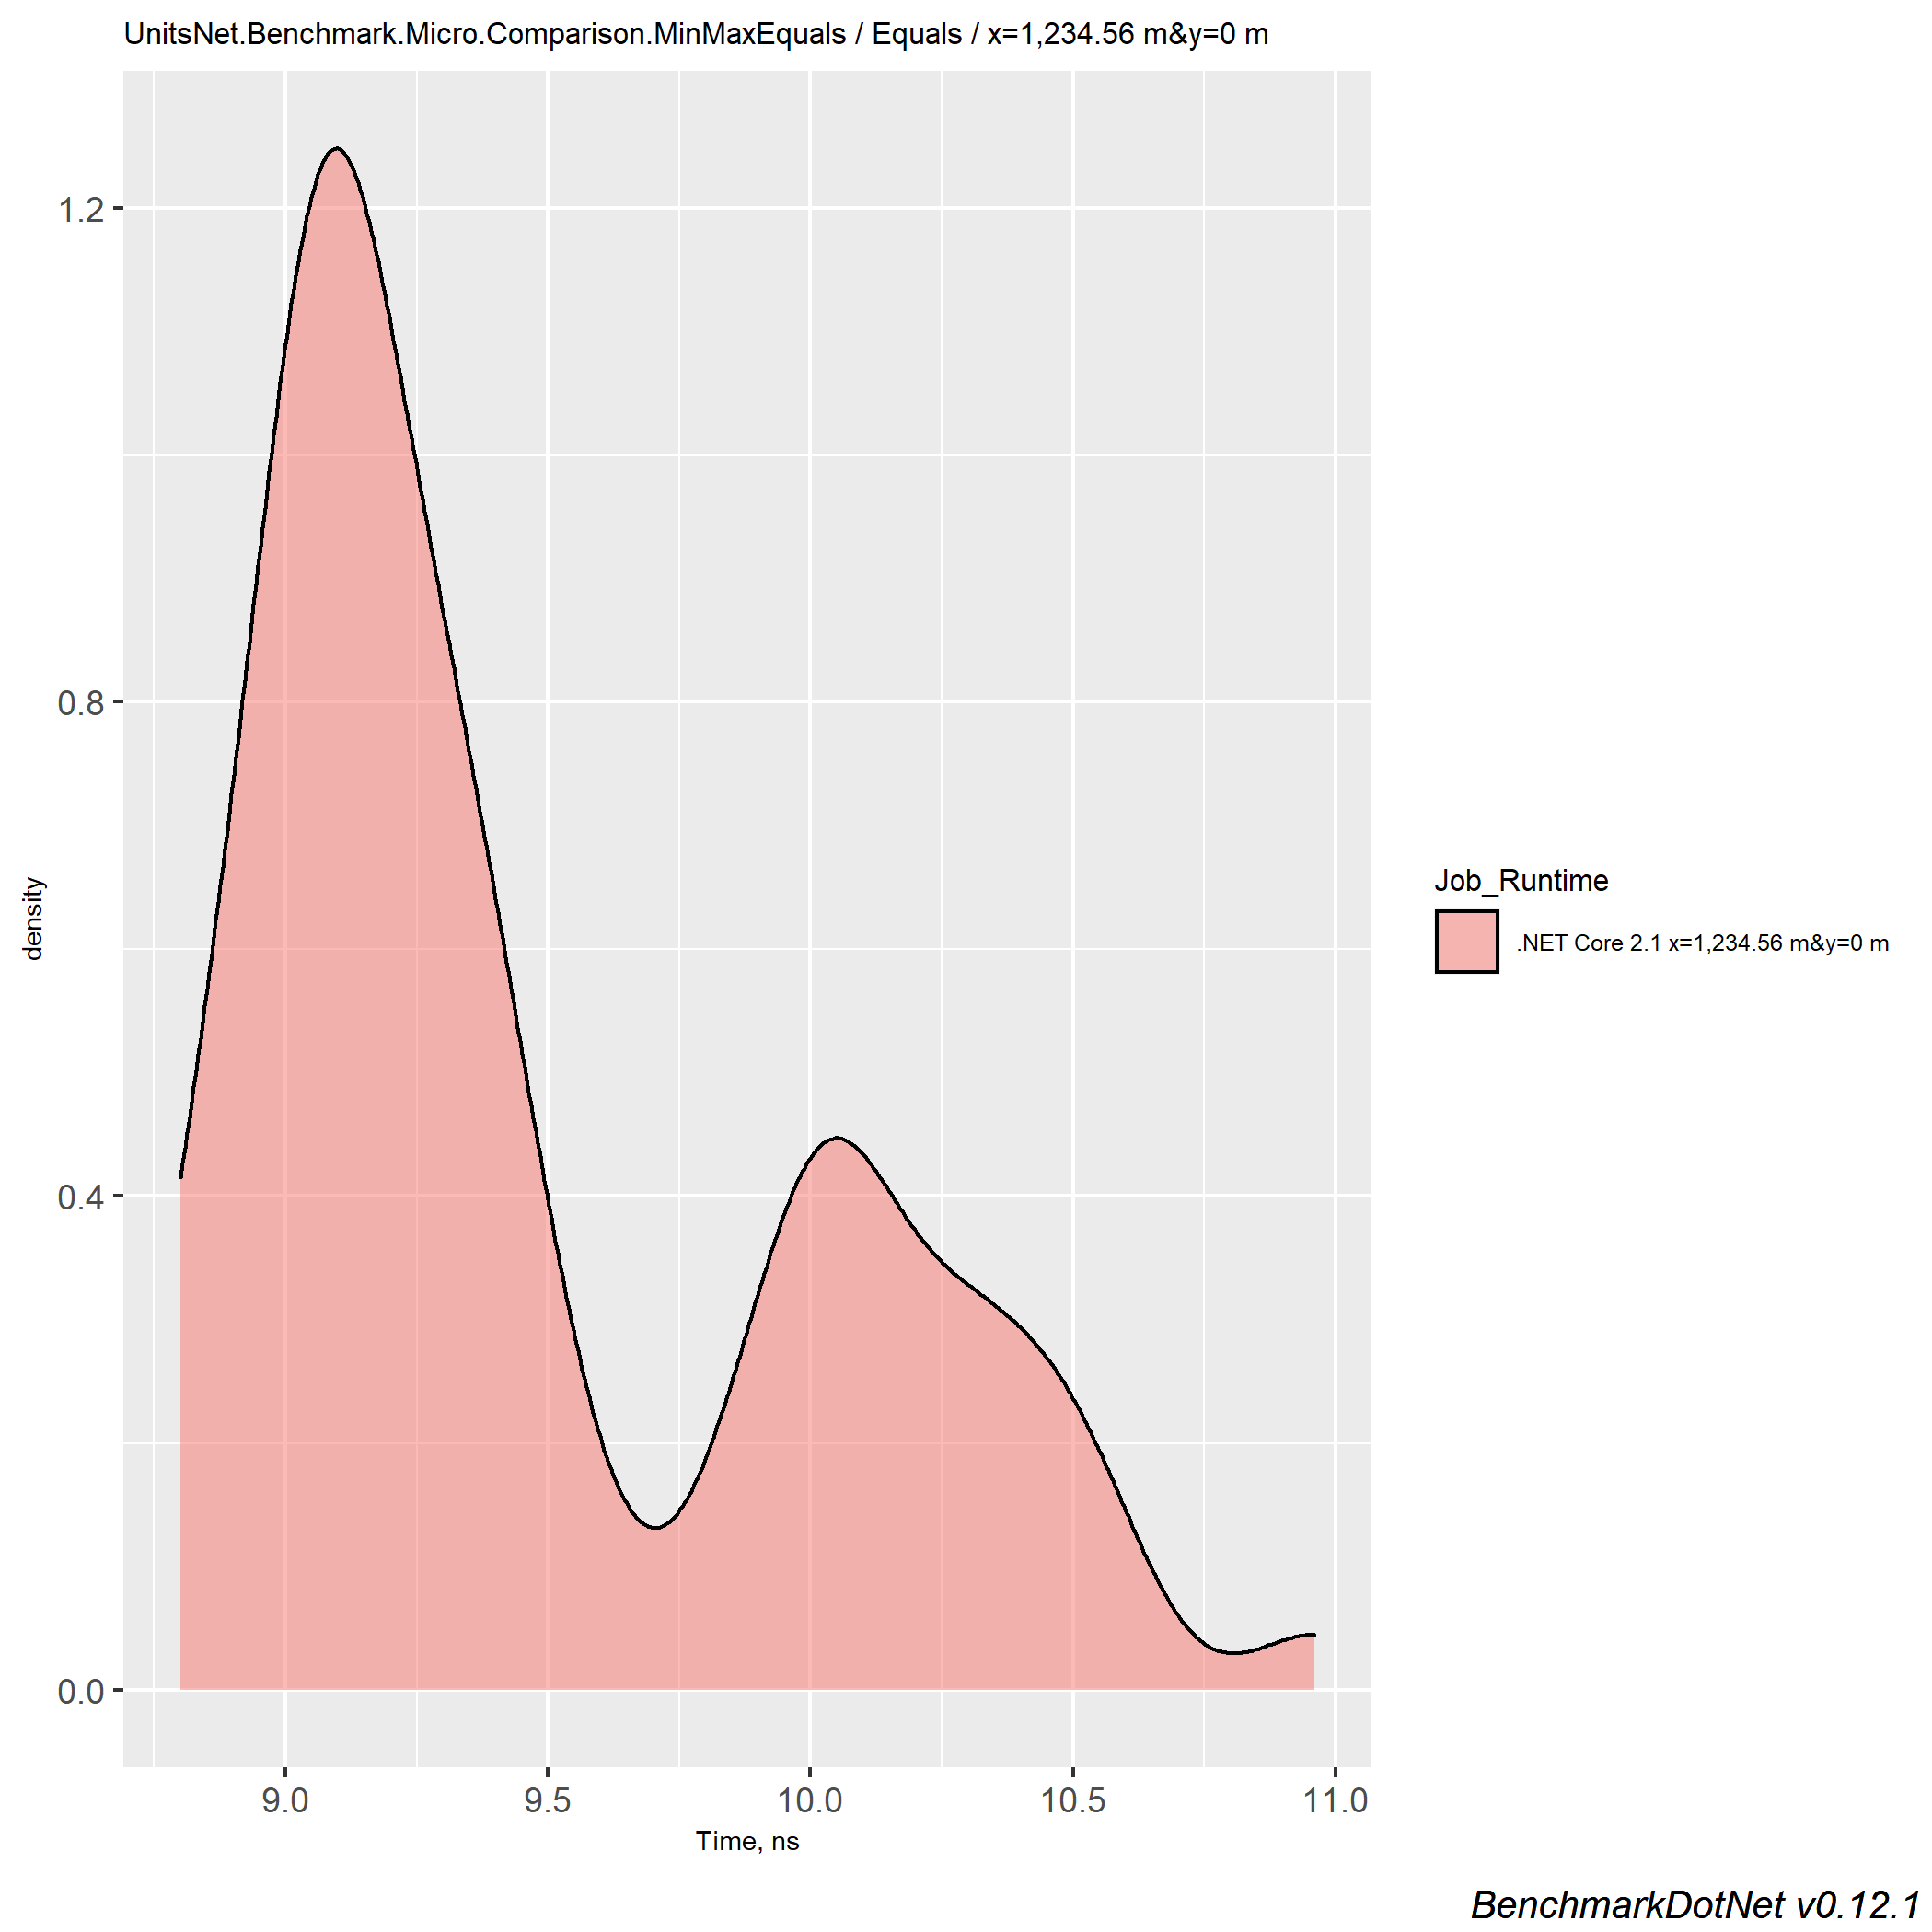 UnitsNet.Benchmark.Micro.Comparison.MinMaxEquals / Equals / x=1,234.56 m&y=0 m
1.2
0.8
0.4
0.0
density
9.0 9.5 10.0 10.5 11.0
Time, ns
Job_Runtime
.NET Core 2.1 x=1,234.56 m&y=0 m
BenchmarkDotNet v0.12.1